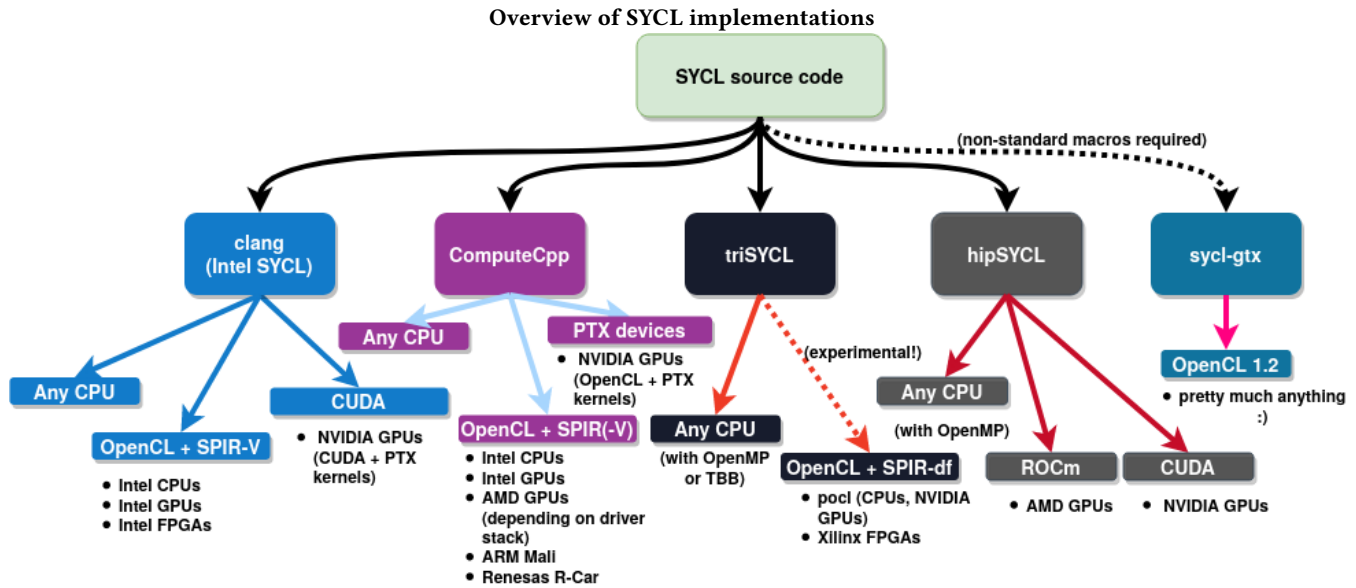 Overview of SYCL implementations
SYCL source code
(non-standard macros required)
clang
(Intel SYCL)
Any CPU
OpenCL + SPIR-V
• Intel CPUs
• Intel GPUs
• Intel FPGAs
CUDA
• NVIDIA GPUs
(CUDA + PTX
kernels)
ComputeCpp
Any CPU
PTX devices
• NVIDIA GPUs
(OpenCL + PTX
kernels)
OpenCL + SPIR(-V)
• Intel CPUs
• Intel GPUs
• AMD GPUs
(depending on driver
stack)
• ARM Mali
• Renesas R-Car
triSYCL
Any CPU
(with OpenMP
or TBB)
(experimental!)
OpenCL + SPIR-df
• pocl (CPUs, NVIDIA
GPUs)
• Xilinx FPGAs
hipSYCL
Any CPU
(with OpenMP)
ROCm
• AMD GPUs
CUDA
• NVIDIA GPUs
sycl-gtx
OpenCL 1.2
• pretty much anything
:)